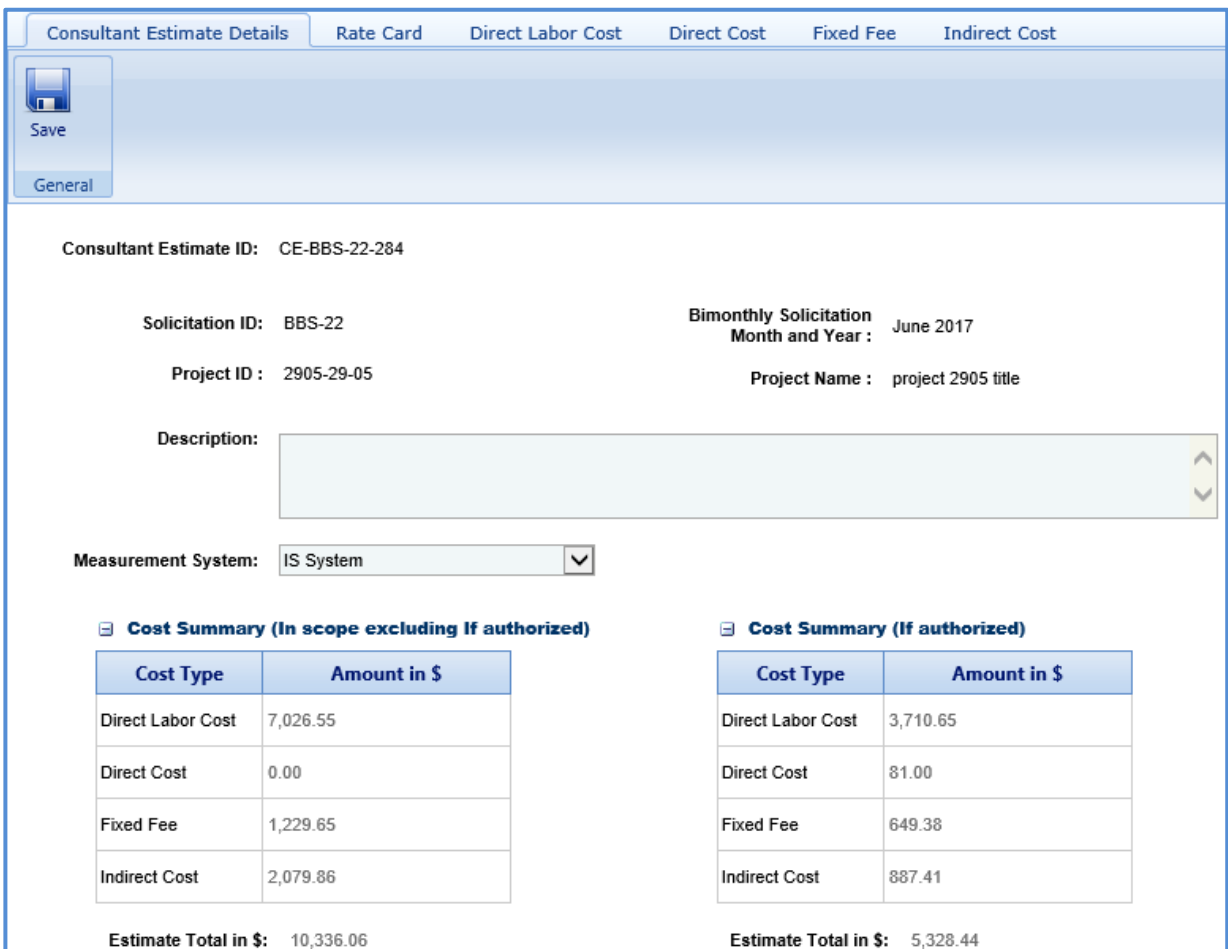 Consultant Estimate Details Rate Card Direct Labor Cost Direct Cost Fixed Fee Indirect Cost
Save
General
Consultant Estimate ID: CE-BBS-22-284
Solicitation ID: BBS-22
Bimonthly Solicitation
Month and Year : June 2017
Project ID : 2905-29-05
Project Name : project 2905 title
Description:
Measurement System: IS System
Cost Summary (In scope excluding If authorized)
Cost Type Amount in $
Direct Labor Cost 7,026.55
Direct Cost 0.00
Fixed Fee 1,229.65
Indirect Cost 2,079.86
Estimate Total in $: 10,336.06
Cost Summary (If authorized)
Cost Type Amount in $
Direct Labor Cost 3,710.65
Direct Cost 81.00
Fixed Fee 649.38
Indirect Cost 887.41
Estimate Total in $: 5,328.44